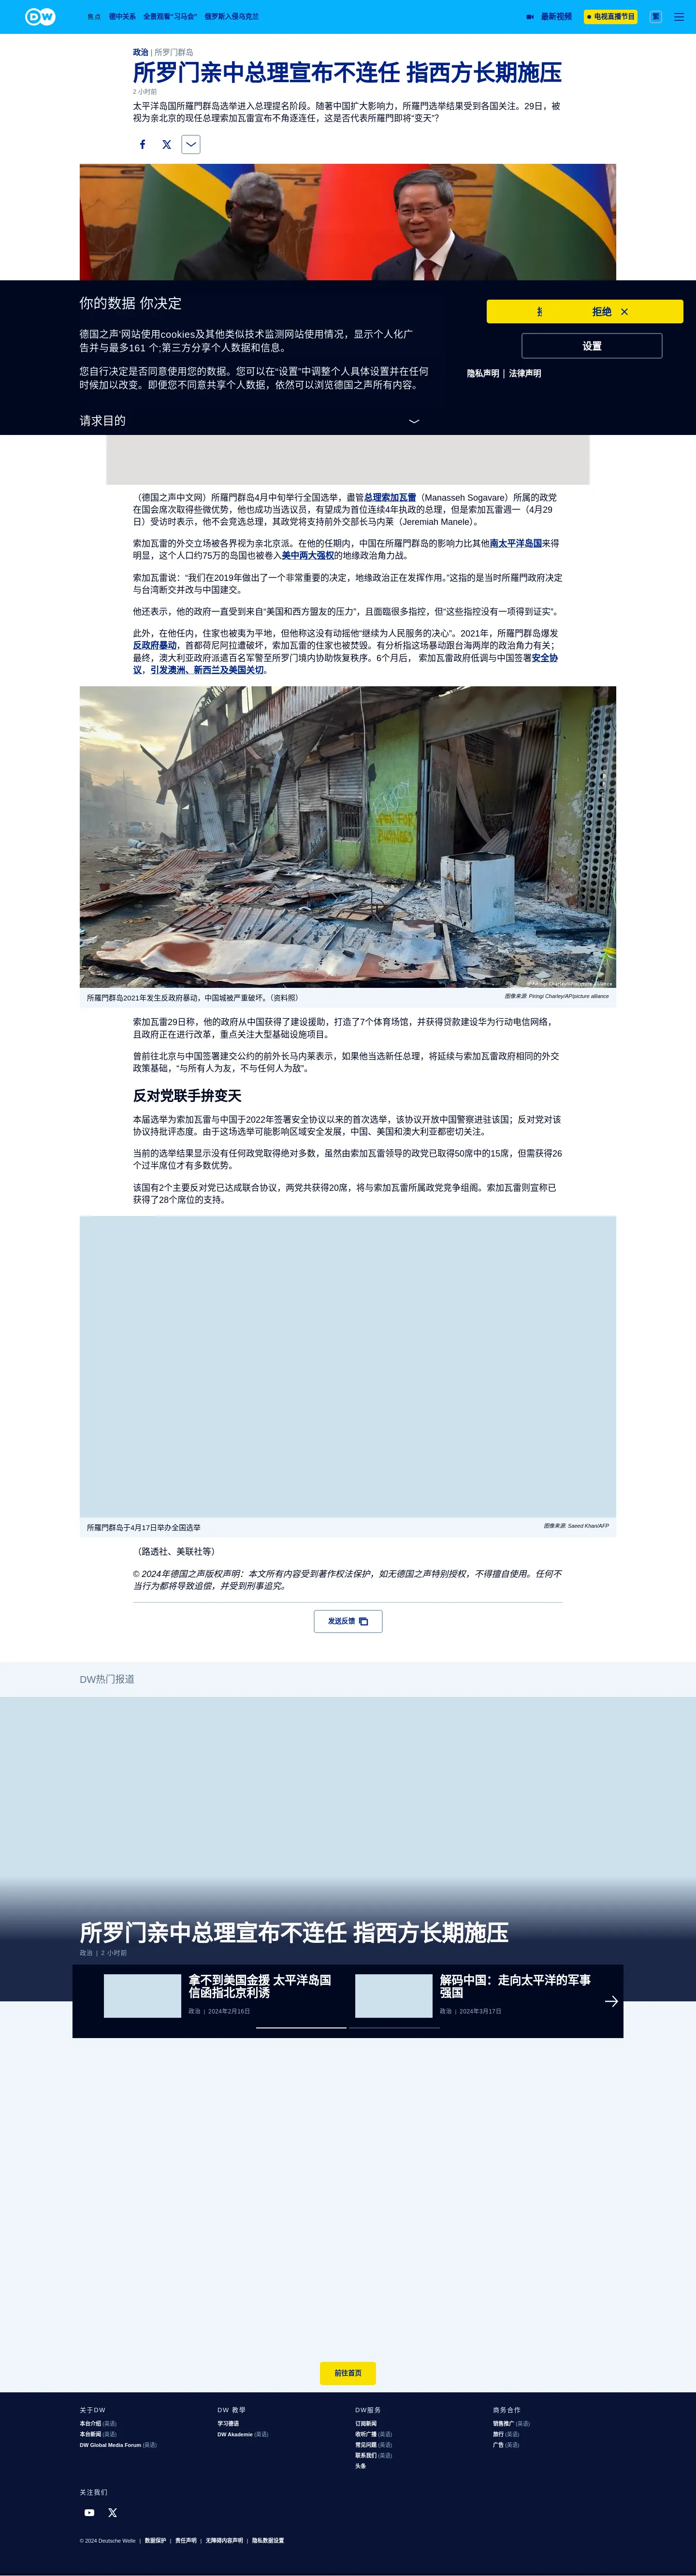 DW
焦点 德中关系 全景观看“习马会” 俄罗斯入侵乌克兰
最新视频
电视直播节目
繁
政治 | 所罗门群岛
所罗门亲中总理宣布不连任 指西方长期施压
2 小时前
太平洋岛国所羅門群岛选举进入总理提名阶段。随著中国扩大影响力，所羅門选举结果受到各国关注。29日，被
视为亲北京的现任总理索加瓦雷宣布不角逐连任，这是否代表所羅門即将“变天”？
你的数据 你决定
拒绝
德国之声'网站使用cookies及其他类似技术监测网站使用情况，显示个人化广
告并与最多161 个;第三方分享个人数据和信息。
设置
您自行决定是否同意使用您的数据。您可以在“设置”中调整个人具体设置并在任何
时候加以改变。即便您不同意共享个人数据，依然可以浏览德国之声所有内容。
隐私声明 | 法律声明
请求目的
（德国之声中文网）所羅門群岛4月中旬举行全国选举，盡管总理索加瓦雷（Manasseh Sogavare）所属的政党
在国会席次取得些微优势，他也成功当选议员，有望成为首位连续4年执政的总理，但是索加瓦雷週一（4月29
日）受访时表示，他不会竞选总理，其政党将支持前外交部长马内莱（Jeremiah Manele）。
索加瓦雷的外交立场被各界视为亲北京派。在他的任期内，中国在所羅門群岛的影响力比其他南太平洋岛国来得
明显，这个人口约75万的岛国也被卷入美中两大强权的地缘政治角力战。
索加瓦雷说：“我们在2019年做出了一个非常重要的决定，地缘政治正在发挥作用。”这指的是当时所羅門政府决定
与台湾断交并改与中国建交。
他还表示，他的政府一直受到来自“美国和西方盟友的压力”，且面臨很多指控，但“这些指控没有一项得到证实”。
此外，在他任内，住家也被夷为平地，但他称这没有动摇他“继续为人民服务的决心”。2021年，所羅門群岛爆发
反政府暴动，首都荷尼阿拉遭破坏，索加瓦雷的住家也被焚毁。有分析指这场暴动跟台海两岸的政治角力有关；
最终，澳大利亚政府派遣百名军警至所罗门境内协助恢复秩序。6个月后， 索加瓦雷政府低调与中国签署安全协
议，引发澳洲、新西兰及美国关切。
OPEN FOR
BUSINESS
Piringi Charley/AP/picture alliance
所羅門群岛2021年发生反政府暴动，中国城被严重破坏。（资料照）
图像来源: Piringi Charley/AP/picture alliance
索加瓦雷29日称，他的政府从中国获得了建设援助，打造了7个体育场馆，并获得贷款建设华为行动电信网络，
且政府正在进行改革，重点关注大型基础设施项目。
曾前往北京与中国签署建交公约的前外长马内莱表示，如果他当选新任总理，将延续与索加瓦雷政府相同的外交
政策基础，“与所有人为友，不与任何人为敌”。
反对党联手拚变天
本届选举为索加瓦雷与中国于2022年签署安全协议以来的首次选举，该协议开放中国警察进驻该国；反对党对该
协议持批评态度。由于这场选举可能影响区域安全发展，中国、美国和澳大利亚都密切关注。
当前的选举结果显示没有任何政党取得绝对多数，虽然由索加瓦雷领导的政党已取得50席中的15席，但需获得26
个过半席位才有多数优势。
该国有2个主要反对党已达成联合协议，两党共获得20席，将与索加瓦雷所属政党竞争组阁。索加瓦雷则宣称已
获得了28个席位的支持。
所羅門群岛于4月17日举办全国选举
图像来源: Saeed Khan/AFP
（路透社、美联社等）
© 2024年德国之声版权声明：本文所有内容受到著作权法保护，如无德国之声特别授权，不得擅自使用。任何不
当行为都将导致追偿，并受到刑事追究。
发送反馈
DW热门报道
所罗门亲中总理宣布不连任 指西方长期施压
政治 | 2 小时前
拿不到美国金援 太平洋岛国
信函指北京利诱
政治 | 2024年2月16日
解码中国：走向太平洋的军事
强国
政治 | 2024年3月17日
前往首页
关于DW
本台介绍 (英语)
本台新闻 (英语)
DW Global Media Forum (英语)
DW 教學
学习德语
DW Akademie (英语)
DW服务
订阅新闻
收听广播 (英语)
常见问题 (英语)
联系我们 (英语)
头条
商务合作
销售推广 (英语)
旅行 (英语)
广告 (英语)
关注我们
© 2024 Deutsche Welle | 数据保护 | 责任声明 | 无障碍内容声明 | 隐私数据设置